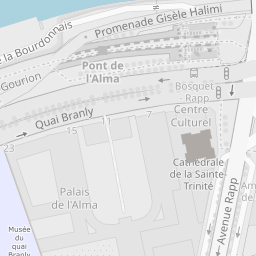 Promenade Gisèle Halimi
e la Bourdonnais
Gourion
Pont de
l'Alma
Bosquet
Rapp
Quai Branly
Centre
Culturel
7
15
23
Cathédrale
de la Sainte
Trinité
Palais
de l'Alma
Avenue Rapp
Musée du
quai
Branly